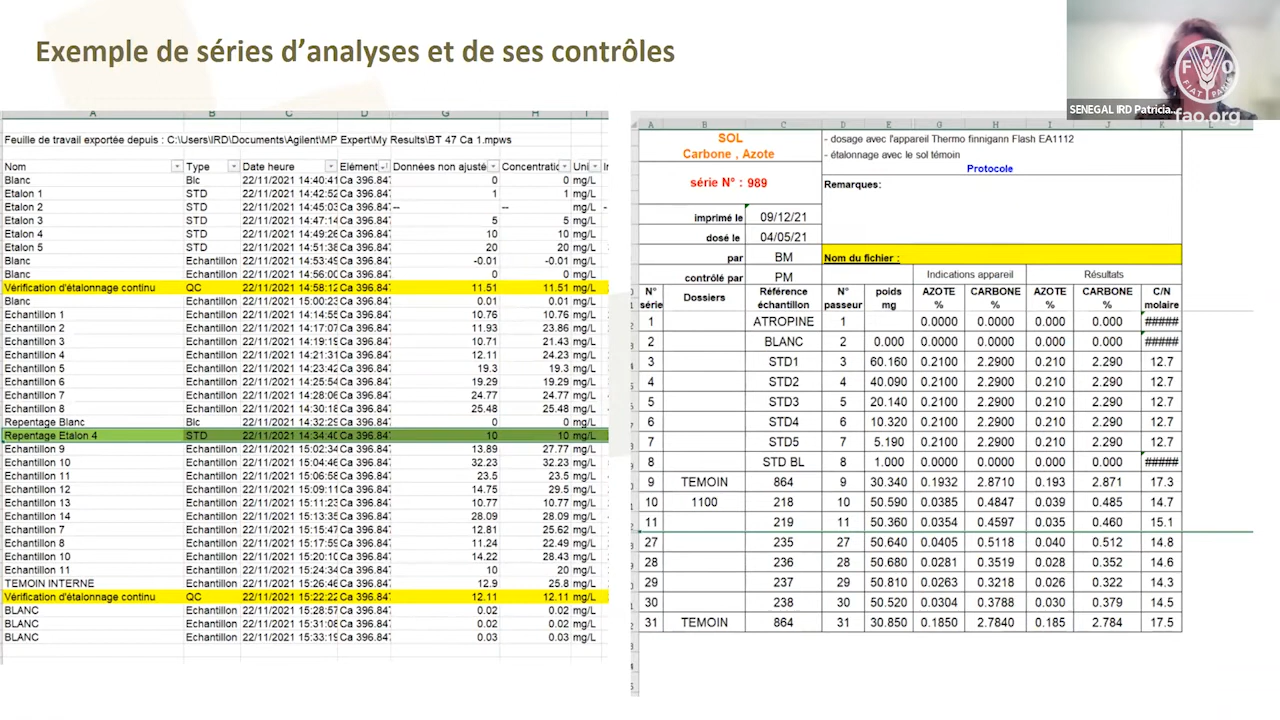 Exemple de séries d’analyses et de ses contrôles
SENEGAL IRD Patricia...
FAO
FIAT PANIS
fao.org
A B C D G H I
Feuille de travail exportée depuis : C:\Users\IRD\Documents\Agilent\MP Expert\My Results\BT 47 Ca 1.mpws
Nom Type Date heure Elément Données non ajusté Concentratio Uni
Blanc Blc 22/11/2021 14:40:41 Ca 396.847 0 0 mg/L
Etalon 1 STD 22/11/2021 14:42:52 Ca 396.847 1 1 mg/L
Etalon 2 STD 22/11/2021 14:45:03 Ca 396.847 -- -- mg/L
Etalon 3 STD 22/11/2021 14:47:14 Ca 396.847 5 5 mg/L
Etalon 4 STD 22/11/2021 14:49:26 Ca 396.847 10 10 mg/L
Etalon 5 STD 22/11/2021 14:51:38 Ca 396.847 20 20 mg/L
Blanc Echantillon 22/11/2021 14:53:49 Ca 396.847 -0.01 -0.01 mg/L
Blanc Echantillon 22/11/2021 14:56:00 Ca 396.847 0 0 mg/L
Vérification d'étalonnage continu QC 22/11/2021 14:58:12 Ca 396.847 11.51 11.51 mg/L
Blanc Echantillon 22/11/2021 15:00:23 Ca 396.847 0.01 0.01 mg/L
Echantillon 1 Echantillon 22/11/2021 14:14:55 Ca 396.847 10.76 10.76 mg/L
Echantillon 2 Echantillon 22/11/2021 14:17:07 Ca 396.847 11.93 23.86 mg/L
Echantillon 3 Echantillon 22/11/2021 14:19:19 Ca 396.847 10.71 21.43 mg/L
Echantillon 4 Echantillon 22/11/2021 14:21:31 Ca 396.847 12.11 24.23 mg/L
Echantillon 5 Echantillon 22/11/2021 14:23:42 Ca 396.847 19.3 19.3 mg/L
Echantillon 6 Echantillon 22/11/2021 14:25:54 Ca 396.847 19.29 19.29 mg/L
Echantillon 7 Echantillon 22/11/2021 14:28:06 Ca 396.847 24.77 24.77 mg/L
Echantillon 8 Echantillon 22/11/2021 14:30:18 Ca 396.847 25.48 25.48 mg/L
Repentage Blanc Blc 22/11/2021 14:32:29 Ca 396.847 0 0 mg/L
Repentage Etalon 4 STD 22/11/2021 14:34:40 Ca 396.847 10 10 mg/L
Echantillon 9 Echantillon 22/11/2021 15:02:34 Ca 396.847 13.89 27.77 mg/L
Echantillon 10 Echantillon 22/11/2021 15:04:46 Ca 396.847 32.23 32.23 mg/L
Echantillon 11 Echantillon 22/11/2021 15:06:58 Ca 396.847 23.5 23.5 mg/L
Echantillon 12 Echantillon 22/11/2021 15:09:11 Ca 396.847 14.75 29.5 mg/L
Echantillon 13 Echantillon 22/11/2021 15:11:23 Ca 396.847 10.77 10.77 mg/L
Echantillon 14 Echantillon 22/11/2021 15:13:35 Ca 396.847 28.09 28.09 mg/L
Echantillon 7 Echantillon 22/11/2021 15:15:47 Ca 396.847 12.81 25.62 mg/L
Echantillon 8 Echantillon 22/11/2021 15:17:59 Ca 396.847 11.24 22.49 mg/L
Echantillon 10 Echantillon 22/11/2021 15:20:10 Ca 396.847 14.22 28.43 mg/L
Echantillon 11 Echantillon 22/11/2021 15:24:34 Ca 396.847 10 20 mg/L
TEMOIN INTERNE Echantillon 22/11/2021 15:26:46 Ca 396.847 12.9 25.8 mg/L
Vérification d'étalonnage continu QC 22/11/2021 15:22:22 Ca 396.847 12.11 12.11 mg/L
BLANC Echantillon 22/11/2021 15:28:57 Ca 396.847 0.02 0.02 mg/L
BLANC Echantillon 22/11/2021 15:31:08 Ca 396.847 0.02 0.02 mg/L
BLANC Echantillon 22/11/2021 15:33:19 Ca 396.847 0.03 0.03 mg/L
A B C D E G H I J K L
SOL
Carbone , Azote
série N° : 989
- dosage avec l'appareil Thermo finnigann Flash EA1112
- étalonnage avec le sol témoin
Protocole
Remarques:
imprimé le 09/12/21
dosé le 04/05/21
par BM
Nom du fichier :
contrôlé par PM
Indications appareil Résultats
N° série Dossiers Référence échantillon N° passeur poids mg AZOTE % CARBONE % AZOTE % CARBONE % C/N molaire
1 ATROPINE 1 0.0000 0.0000 0.000 0.000 #####
2 BLANC 2 0.000 0.0000 0.0000 0.000 0.000 #####
3 STD1 3 60.160 0.2100 2.2900 0.210 2.290 12.7
4 STD2 4 40.090 0.2100 2.2900 0.210 2.290 12.7
5 STD3 5 20.140 0.2100 2.2900 0.210 2.290 12.7
6 STD4 6 10.320 0.2100 2.2900 0.210 2.290 12.7
7 STD5 7 5.190 0.2100 2.2900 0.210 2.290 12.7
8 STD BL 8 1.000 0.0000 0.0000 0.000 0.000 #####
9 TEMOIN 864 9 30.340 0.1932 2.8710 0.193 2.871 17.3
10 1100 218 10 50.590 0.0385 0.4847 0.039 0.485 14.7
11 219 11 50.360 0.0354 0.4597 0.035 0.460 15.1
27 235 27 50.640 0.0405 0.5118 0.040 0.512 14.8
28 236 28 50.680 0.0281 0.3519 0.028 0.352 14.6
29 237 29 50.810 0.0263 0.3218 0.026 0.322 14.3
30 238 30 50.520 0.0304 0.3788 0.030 0.379 14.5
31 TEMOIN 864 31 30.850 0.1850 2.7840 0.185 2.784 17.5